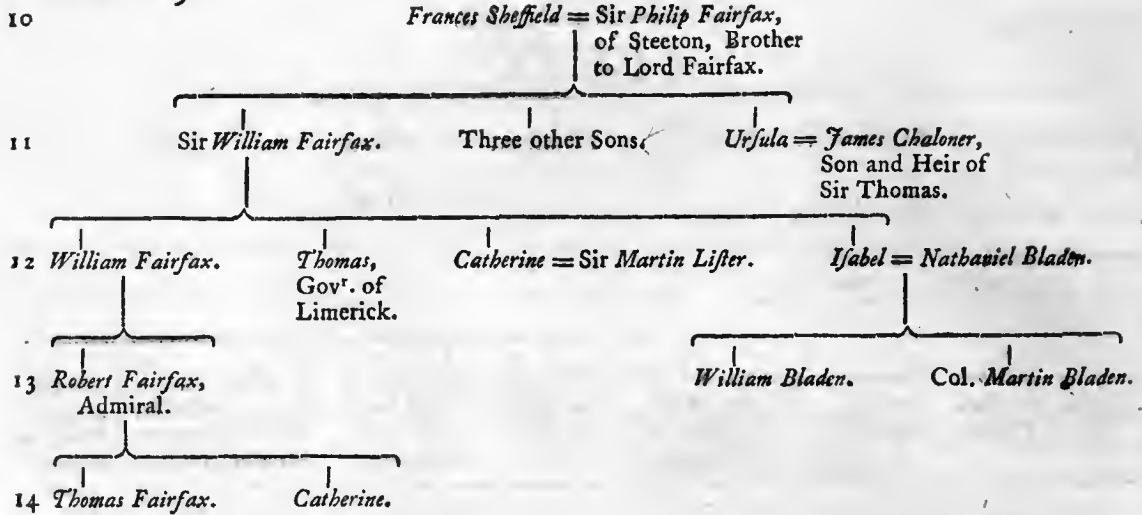 10 Frances Sheffield = Sir Philip Fairfax,
of Steeton, Brother
to Lord Fairfax.
11 Sir William Fairfax. Three other Sons. Urſula = James Chaloner,
Son and Heir of
Sir Thomas.
12 William Fairfax. Thomas, Catherine = Sir Martin Liſter. Iſabel = Nathaniel Bladen.
Govʳ. of
Limerick.
13 Robert Fairfax, William Bladen. Col. Martin Bladen.
Admiral.
14 Thomas Fairfax. Catherine.